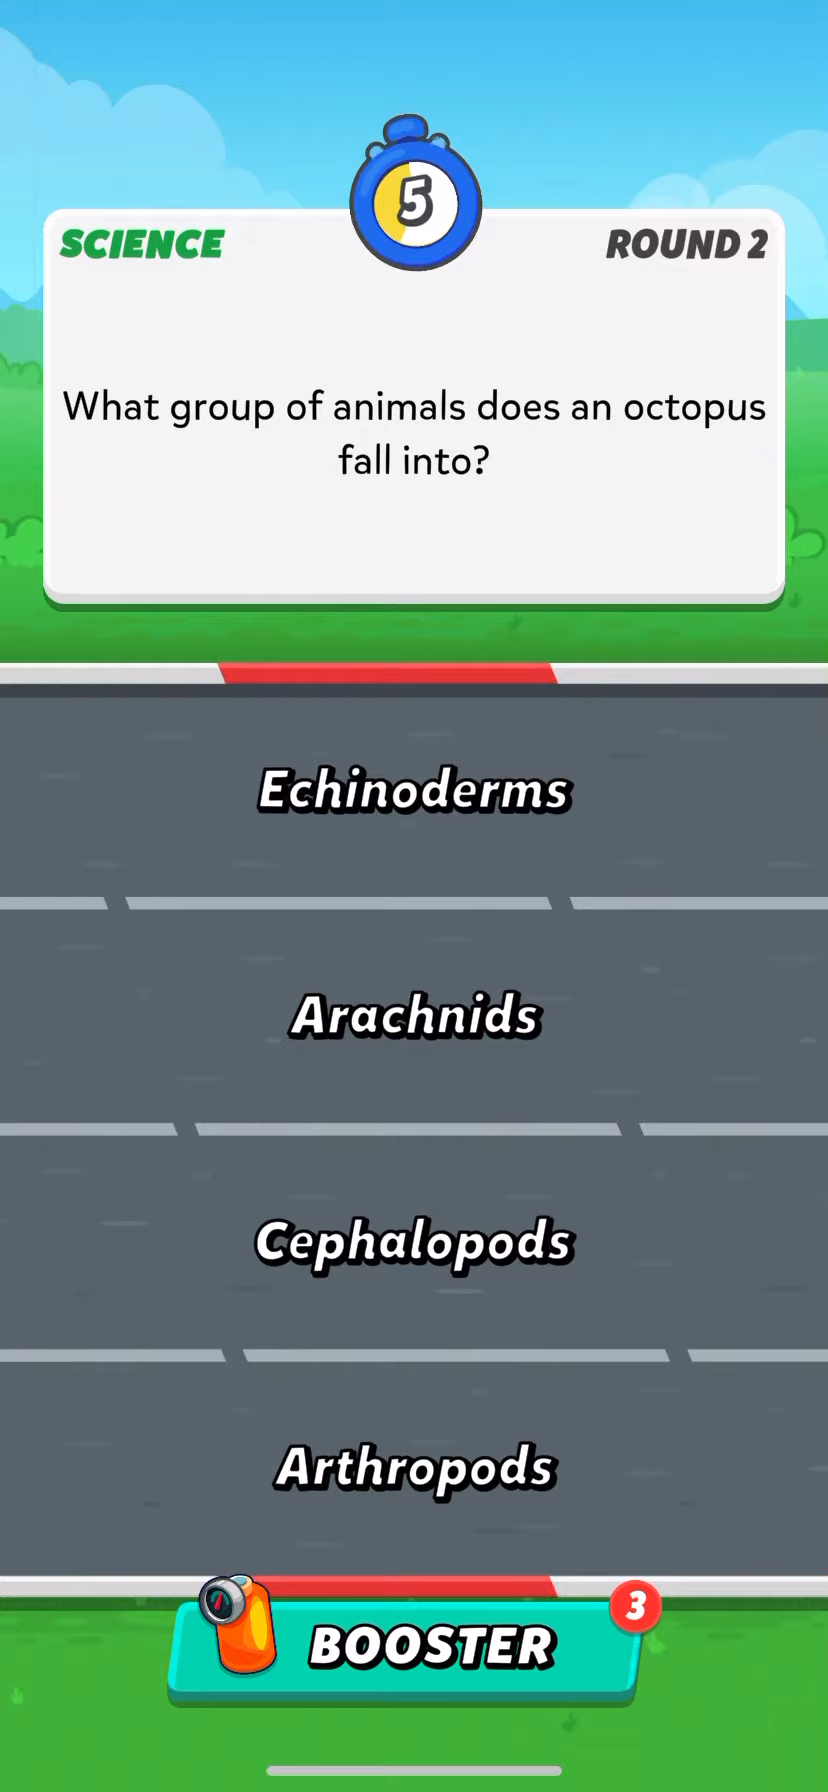 5
SCIENCE
ROUND 2
What group of animals does an octopus
fall into?
Echinoderms
Arachnids
Cephalopods
Arthropods
3
BOOSTER